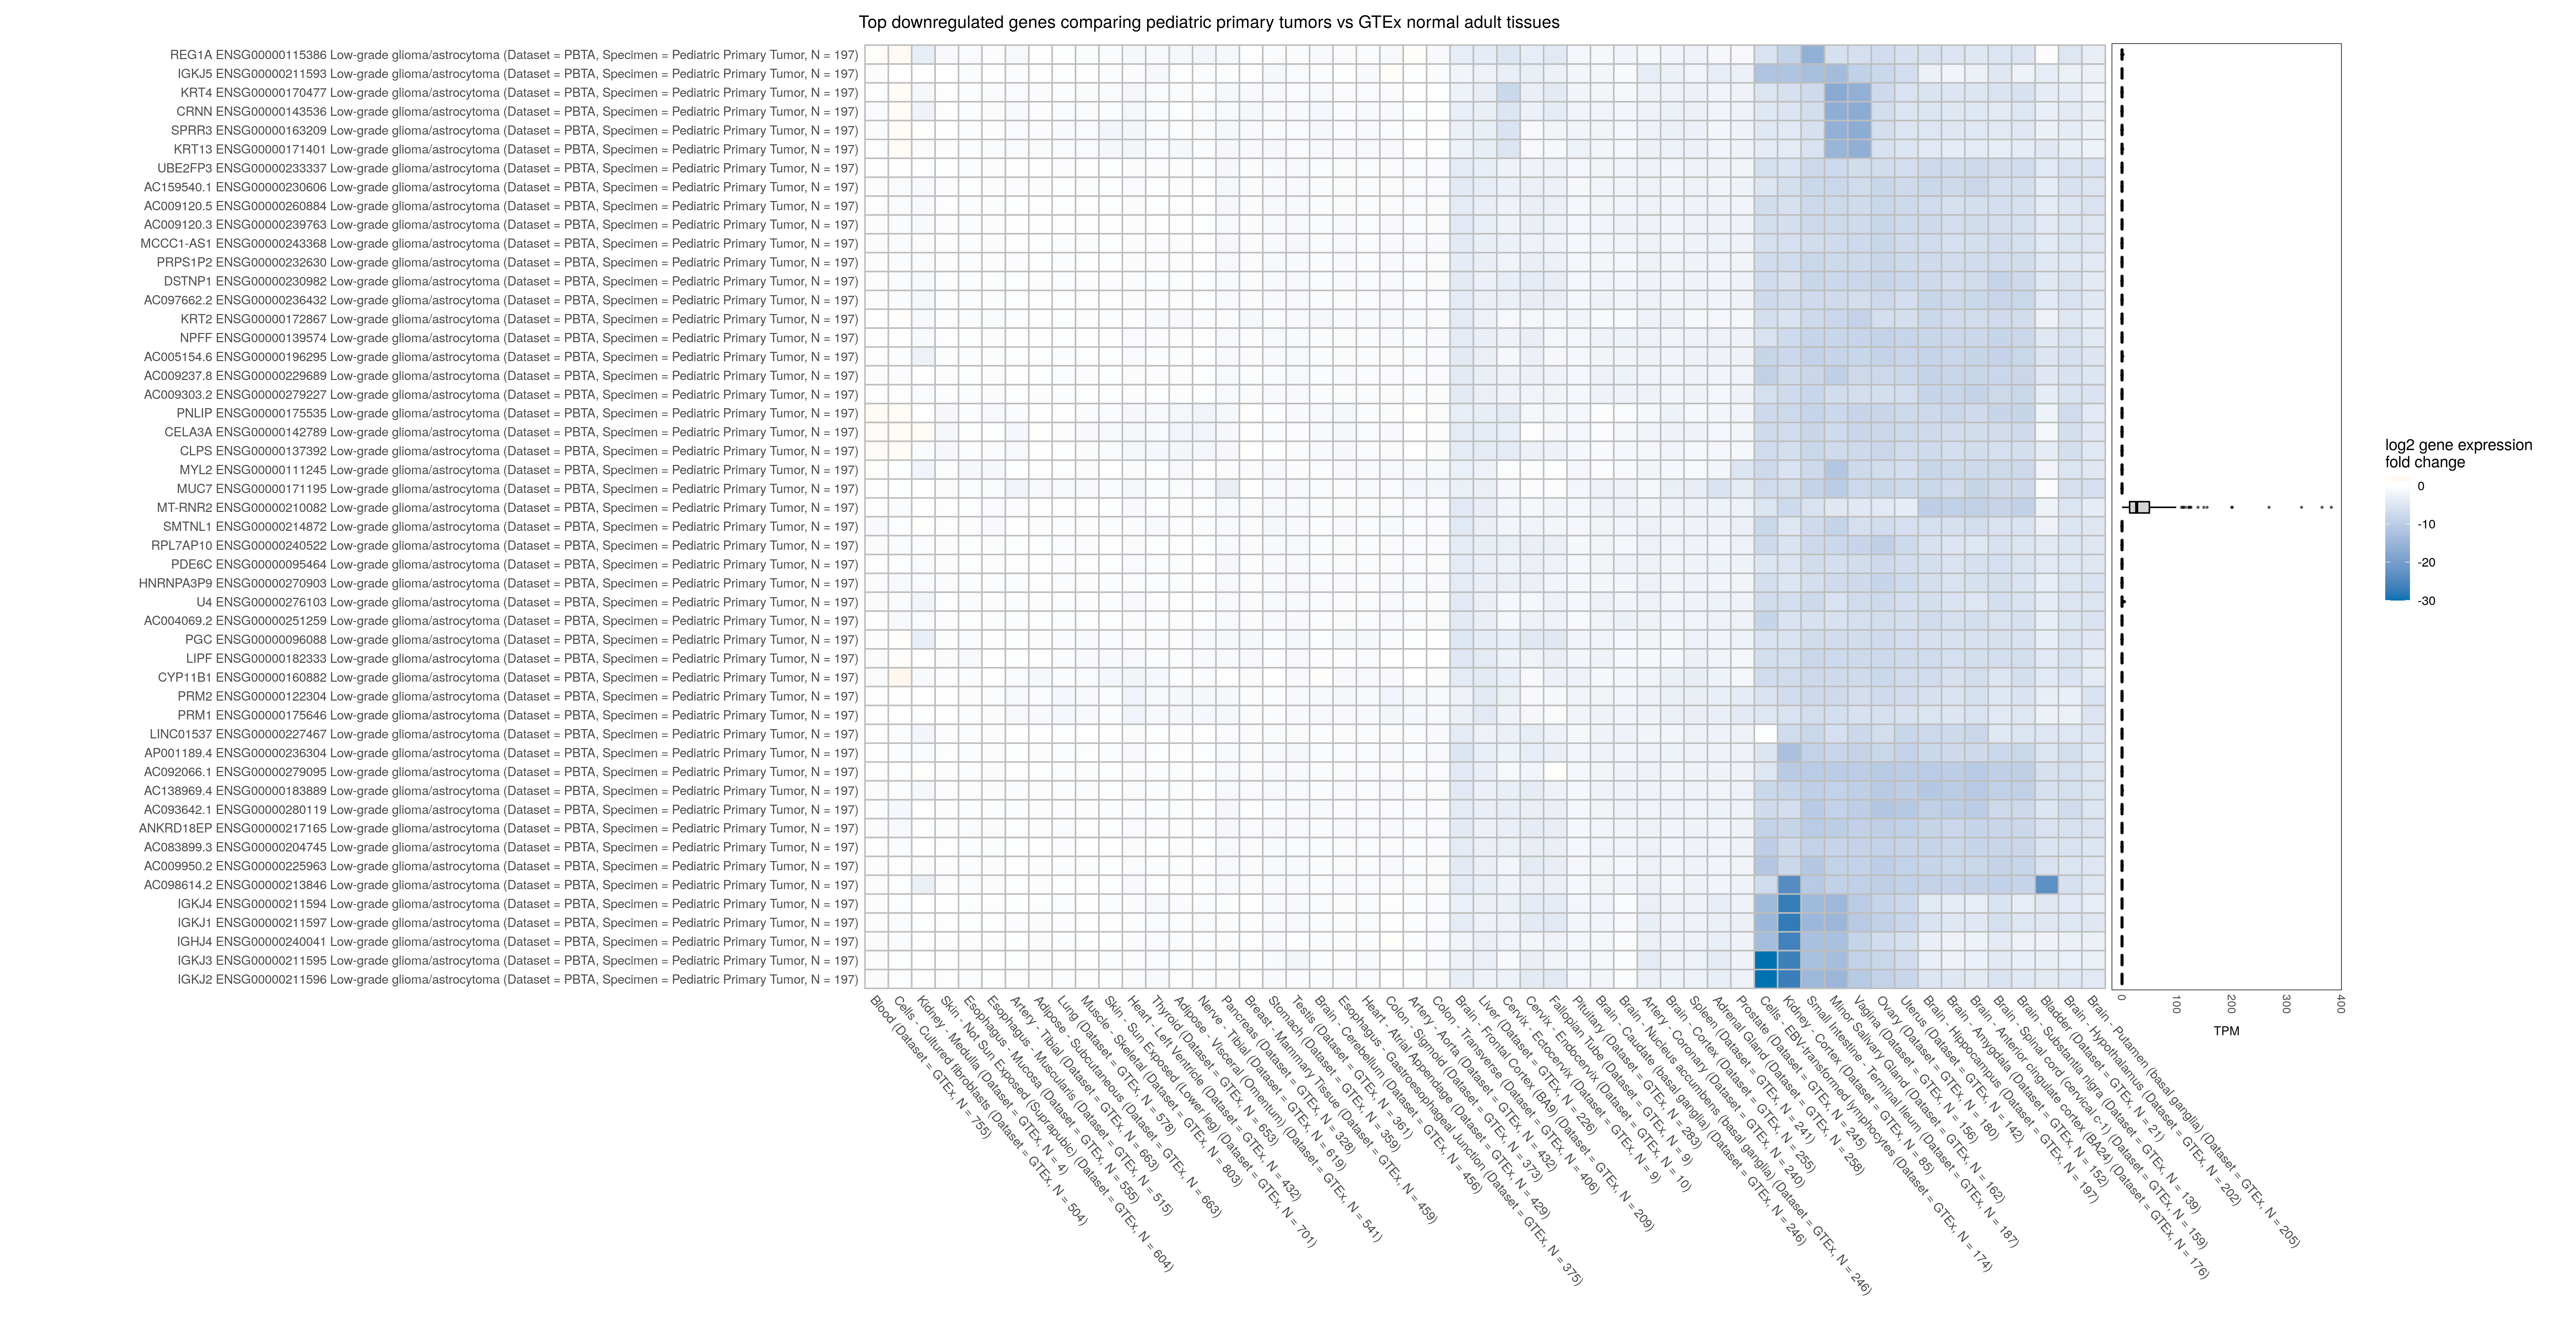 Top downregulated genes comparing pediatric primary tumors vs GTEx normal adult tissues
REG1A ENSG00000115386 Low-grade glioma/astrocytoma (Dataset = PBTA, Specimen = Pediatric Primary Tumor, N = 197)
IGKJ5 ENSG00000211593 Low-grade glioma/astrocytoma (Dataset = PBTA, Specimen = Pediatric Primary Tumor, N = 197)
KRT4 ENSG00000170477 Low-grade glioma/astrocytoma (Dataset = PBTA, Specimen = Pediatric Primary Tumor, N = 197)
CRNN ENSG00000143536 Low-grade glioma/astrocytoma (Dataset = PBTA, Specimen = Pediatric Primary Tumor, N = 197)
SPRR3 ENSG00000163209 Low-grade glioma/astrocytoma (Dataset = PBTA, Specimen = Pediatric Primary Tumor, N = 197)
KRT13 ENSG00000171401 Low-grade glioma/astrocytoma (Dataset = PBTA, Specimen = Pediatric Primary Tumor, N = 197)
UBE2FP3 ENSG00000233337 Low-grade glioma/astrocytoma (Dataset = PBTA, Specimen = Pediatric Primary Tumor, N = 197)
AC159540.1 ENSG00000230606 Low-grade glioma/astrocytoma (Dataset = PBTA, Specimen = Pediatric Primary Tumor, N = 197)
AC009120.5 ENSG00000260884 Low-grade glioma/astrocytoma (Dataset = PBTA, Specimen = Pediatric Primary Tumor, N = 197)
AC009120.3 ENSG00000239763 Low-grade glioma/astrocytoma (Dataset = PBTA, Specimen = Pediatric Primary Tumor, N = 197)
MCCC1-AS1 ENSG00000243368 Low-grade glioma/astrocytoma (Dataset = PBTA, Specimen = Pediatric Primary Tumor, N = 197)
PRPS1P2 ENSG00000232630 Low-grade glioma/astrocytoma (Dataset = PBTA, Specimen = Pediatric Primary Tumor, N = 197)
DSTNP1 ENSG00000230982 Low-grade glioma/astrocytoma (Dataset = PBTA, Specimen = Pediatric Primary Tumor, N = 197)
AC097662.2 ENSG00000236432 Low-grade glioma/astrocytoma (Dataset = PBTA, Specimen = Pediatric Primary Tumor, N = 197)
KRT2 ENSG00000172867 Low-grade glioma/astrocytoma (Dataset = PBTA, Specimen = Pediatric Primary Tumor, N = 197)
NPFF ENSG00000139574 Low-grade glioma/astrocytoma (Dataset = PBTA, Specimen = Pediatric Primary Tumor, N = 197)
AC005154.6 ENSG00000196295 Low-grade glioma/astrocytoma (Dataset = PBTA, Specimen = Pediatric Primary Tumor, N = 197)
AC009237.8 ENSG00000229689 Low-grade glioma/astrocytoma (Dataset = PBTA, Specimen = Pediatric Primary Tumor, N = 197)
AC009303.2 ENSG00000279227 Low-grade glioma/astrocytoma (Dataset = PBTA, Specimen = Pediatric Primary Tumor, N = 197)
PNLIP ENSG00000175535 Low-grade glioma/astrocytoma (Dataset = PBTA, Specimen = Pediatric Primary Tumor, N = 197)
CELA3A ENSG00000142789 Low-grade glioma/astrocytoma (Dataset = PBTA, Specimen = Pediatric Primary Tumor, N = 197)
CLPS ENSG00000137392 Low-grade glioma/astrocytoma (Dataset = PBTA, Specimen = Pediatric Primary Tumor, N = 197)
MYL2 ENSG00000111245 Low-grade glioma/astrocytoma (Dataset = PBTA, Specimen = Pediatric Primary Tumor, N = 197)
MUC7 ENSG00000171195 Low-grade glioma/astrocytoma (Dataset = PBTA, Specimen = Pediatric Primary Tumor, N = 197)
MT-RNR2 ENSG00000210082 Low-grade glioma/astrocytoma (Dataset = PBTA, Specimen = Pediatric Primary Tumor, N = 197)
SMTNL1 ENSG00000214872 Low-grade glioma/astrocytoma (Dataset = PBTA, Specimen = Pediatric Primary Tumor, N = 197)
RPL7AP10 ENSG00000240522 Low-grade glioma/astrocytoma (Dataset = PBTA, Specimen = Pediatric Primary Tumor, N = 197)
PDE6C ENSG00000095464 Low-grade glioma/astrocytoma (Dataset = PBTA, Specimen = Pediatric Primary Tumor, N = 197)
HNRNPA3P9 ENSG00000270903 Low-grade glioma/astrocytoma (Dataset = PBTA, Specimen = Pediatric Primary Tumor, N = 197)
U4 ENSG00000276103 Low-grade glioma/astrocytoma (Dataset = PBTA, Specimen = Pediatric Primary Tumor, N = 197)
AC004069.2 ENSG00000251259 Low-grade glioma/astrocytoma (Dataset = PBTA, Specimen = Pediatric Primary Tumor, N = 197)
PGC ENSG00000096088 Low-grade glioma/astrocytoma (Dataset = PBTA, Specimen = Pediatric Primary Tumor, N = 197)
LIPF ENSG00000182333 Low-grade glioma/astrocytoma (Dataset = PBTA, Specimen = Pediatric Primary Tumor, N = 197)
CYP11B1 ENSG00000160882 Low-grade glioma/astrocytoma (Dataset = PBTA, Specimen = Pediatric Primary Tumor, N = 197)
PRM2 ENSG00000122304 Low-grade glioma/astrocytoma (Dataset = PBTA, Specimen = Pediatric Primary Tumor, N = 197)
PRM1 ENSG00000175646 Low-grade glioma/astrocytoma (Dataset = PBTA, Specimen = Pediatric Primary Tumor, N = 197)
LINC01537 ENSG00000227467 Low-grade glioma/astrocytoma (Dataset = PBTA, Specimen = Pediatric Primary Tumor, N = 197)
AP001189.4 ENSG00000236304 Low-grade glioma/astrocytoma (Dataset = PBTA, Specimen = Pediatric Primary Tumor, N = 197)
AC092066.1 ENSG00000279095 Low-grade glioma/astrocytoma (Dataset = PBTA, Specimen = Pediatric Primary Tumor, N = 197)
AC138969.4 ENSG00000183889 Low-grade glioma/astrocytoma (Dataset = PBTA, Specimen = Pediatric Primary Tumor, N = 197)
AC093642.1 ENSG00000280119 Low-grade glioma/astrocytoma (Dataset = PBTA, Specimen = Pediatric Primary Tumor, N = 197)
ANKRD18EP ENSG00000217165 Low-grade glioma/astrocytoma (Dataset = PBTA, Specimen = Pediatric Primary Tumor, N = 197)
AC083899.3 ENSG00000204745 Low-grade glioma/astrocytoma (Dataset = PBTA, Specimen = Pediatric Primary Tumor, N = 197)
AC009950.2 ENSG00000225963 Low-grade glioma/astrocytoma (Dataset = PBTA, Specimen = Pediatric Primary Tumor, N = 197)
AC098614.2 ENSG00000213846 Low-grade glioma/astrocytoma (Dataset = PBTA, Specimen = Pediatric Primary Tumor, N = 197)
IGKJ4 ENSG00000211594 Low-grade glioma/astrocytoma (Dataset = PBTA, Specimen = Pediatric Primary Tumor, N = 197)
IGKJ1 ENSG00000211597 Low-grade glioma/astrocytoma (Dataset = PBTA, Specimen = Pediatric Primary Tumor, N = 197)
IGHJ4 ENSG00000240041 Low-grade glioma/astrocytoma (Dataset = PBTA, Specimen = Pediatric Primary Tumor, N = 197)
IGKJ3 ENSG00000211595 Low-grade glioma/astrocytoma (Dataset = PBTA, Specimen = Pediatric Primary Tumor, N = 197)
IGKJ2 ENSG00000211596 Low-grade glioma/astrocytoma (Dataset = PBTA, Specimen = Pediatric Primary Tumor, N = 197)
Blood (Dataset = GTEx, N = 755)
Cells - Cultured fibroblasts (Dataset = GTEx, N = 504)
Kidney - Medulla (Dataset = GTEx, N = 4)
Skin - Not Sun Exposed (Suprapubic) (Dataset = GTEx, N = 604)
Esophagus - Mucosa (Dataset = GTEx, N = 555)
Esophagus - Muscularis (Dataset = GTEx, N = 515)
Artery - Tibial (Dataset = GTEx, N = 663)
Adipose - Subcutaneous (Dataset = GTEx, N = 663)
Lung (Dataset = GTEx, N = 578)
Muscle - Skeletal (Dataset = GTEx, N = 803)
Skin - Sun Exposed (Lower leg) (Dataset = GTEx, N = 701)
Heart - Left Ventricle (Dataset = GTEx, N = 432)
Thyroid (Dataset = GTEx, N = 653)
Adipose - Visceral (Omentum) (Dataset = GTEx, N = 541)
Nerve - Tibial (Dataset = GTEx, N = 619)
Pancreas (Dataset = GTEx, N = 328)
Breast - Mammary Tissue (Dataset = GTEx, N = 459)
Stomach (Dataset = GTEx, N = 359)
Testis (Dataset = GTEx, N = 361)
Brain - Cerebellum (Dataset = GTEx, N = 456)
Esophagus - Gastroesophageal Junction (Dataset = GTEx, N = 375)
Heart - Atrial Appendage (Dataset = GTEx, N = 429)
Colon - Sigmoid (Dataset = GTEx, N = 373)
Artery - Aorta (Dataset = GTEx, N = 432)
Colon - Transverse (Dataset = GTEx, N = 406)
Brain - Frontal Cortex (BA9) (Dataset = GTEx, N = 209)
Liver (Dataset = GTEx, N = 226)
Cervix - Ectocervix (Dataset = GTEx, N = 9)
Cervix - Endocervix (Dataset = GTEx, N = 10)
Fallopian Tube (Dataset = GTEx, N = 9)
Pituitary (Dataset = GTEx, N = 283)
Brain - Caudate (basal ganglia) (Dataset = GTEx, N = 246)
Brain - Nucleus accumbens (basal ganglia) (Dataset = GTEx, N = 246)
Artery - Coronary (Dataset = GTEx, N = 240)
Brain - Cortex (Dataset = GTEx, N = 255)
Spleen (Dataset = GTEx, N = 241)
Adrenal Gland (Dataset = GTEx, N = 258)
Prostate (Dataset = GTEx, N = 245)
Cells - EBV-transformed lymphocytes (Dataset = GTEx, N = 174)
Kidney - Cortex (Dataset = GTEx, N = 85)
Small Intestine - Terminal Ileum (Dataset = GTEx, N = 187)
Minor Salivary Gland (Dataset = GTEx, N = 162)
Vagina (Dataset = GTEx, N = 156)
Ovary (Dataset = GTEx, N = 180)
Uterus (Dataset = GTEx, N = 142)
Brain - Hippocampus (Dataset = GTEx, N = 197)
Brain - Amygdala (Dataset = GTEx, N = 152)
Brain - Anterior cingulate cortex (BA24) (Dataset = GTEx, N = 176)
Brain - Spinal cord (cervical c-1) (Dataset = GTEx, N = 159)
Brain - Substantia nigra (Dataset = GTEx, N = 139)
Bladder (Dataset = GTEx, N = 21)
Brain - Hypothalamus (Dataset = GTEx, N = 202)
Brain - Putamen (basal ganglia) (Dataset = GTEx, N = 205)
0
100
200
300
400
TPM
log2 gene expression
fold change
0
-10
-20
-30